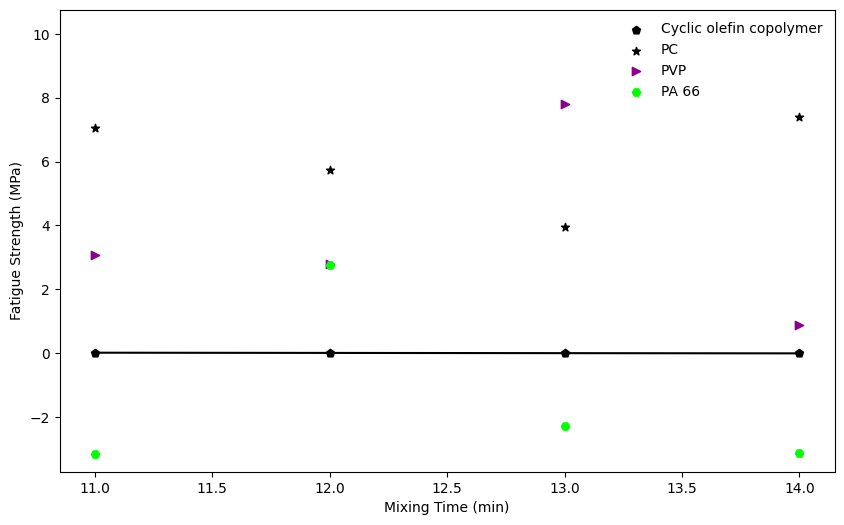 Cyclic olefin copolymer
PC
PVP
PA 66
10
8
6
4
2
0
−2
Fatigue Strength (MPa)
11.0 11.5 12.0 12.5 13.0 13.5 14.0
Mixing Time (min)